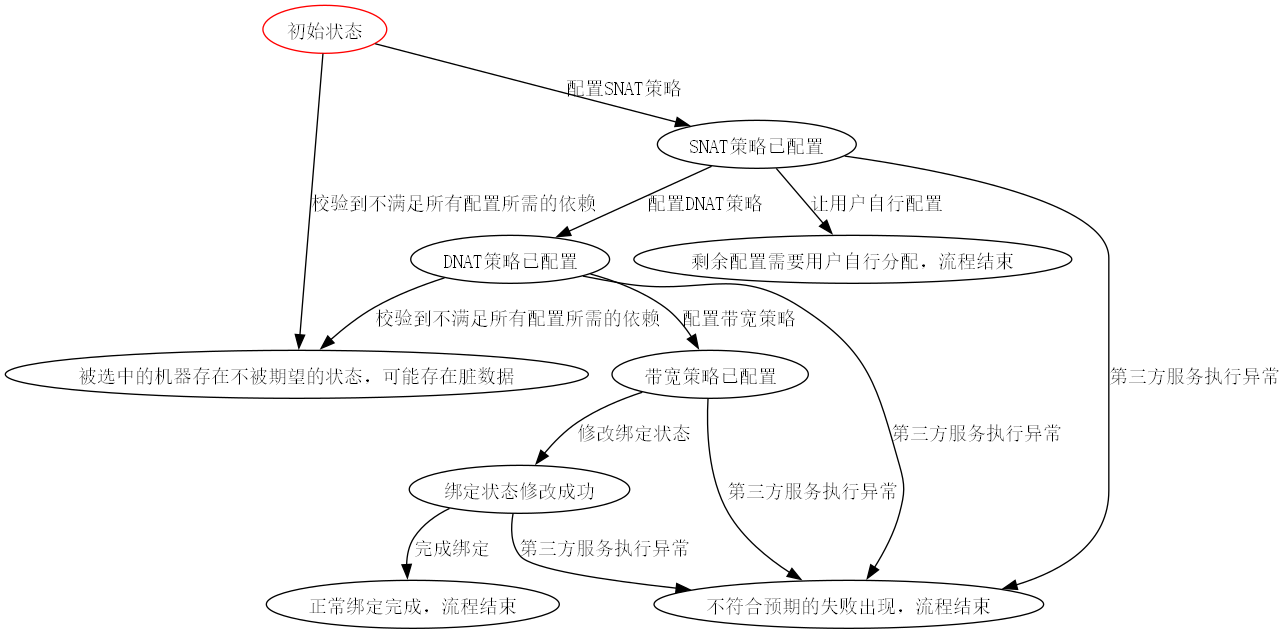 初始状态
配置SNAT策略
SNAT策略已配置
校验到不满足所有配置所需的依赖
配置DNAT策略
让用户自行配置
DNAT策略已配置
剩余配置需要用户自行分配，流程结束
校验到不满足所有配置所需的依赖
配置带宽策略
被选中的机器存在不被期望的状态，可能存在脏数据
带宽策略已配置
第三方服务执行异常
修改绑定状态
第三方服务执行异常
绑定状态修改成功
第三方服务执行异常
完成绑定
第三方服务执行异常
正常绑定完成，流程结束
不符合预期的失败出现，流程结束